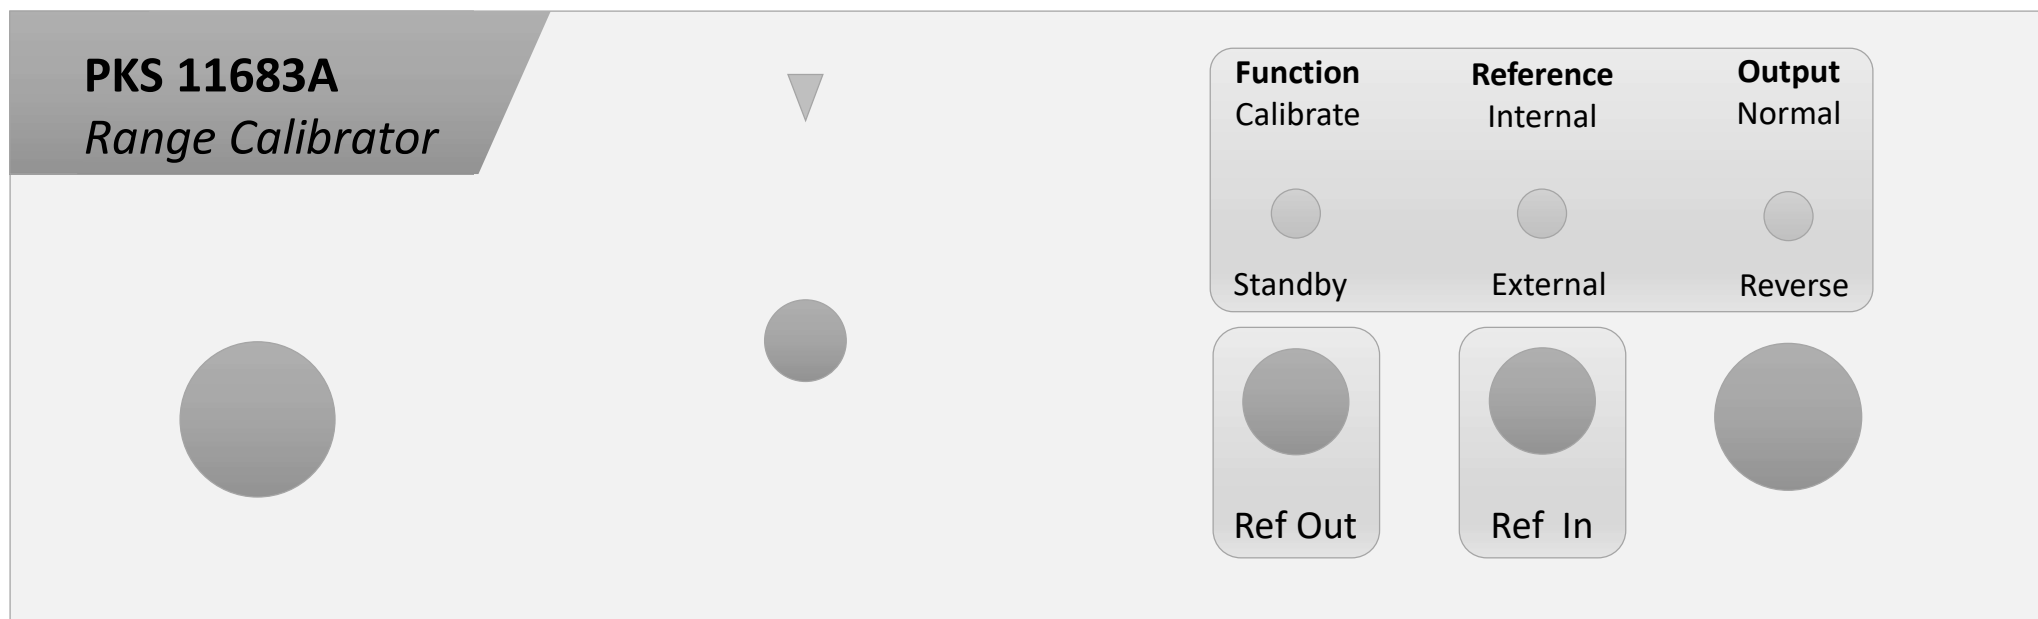 PKS 11683A
Range Calibrator
Function Reference Output
Calibrate Internal Normal
Standby External Reverse
Ref Out Ref In